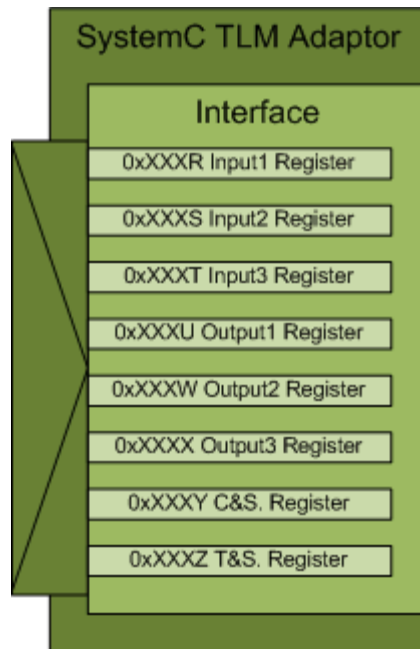 SystemC TLM Adaptor
Interface
0xXXXR Input1 Register
0xXXXS Input2 Register
0xXXXT Input3 Register
0xXXXU Output1 Register
0xXXXW Output2 Register
0xXXXX Output3 Register
0xXXXY C&S. Register
0xXXXZ T&S. Register